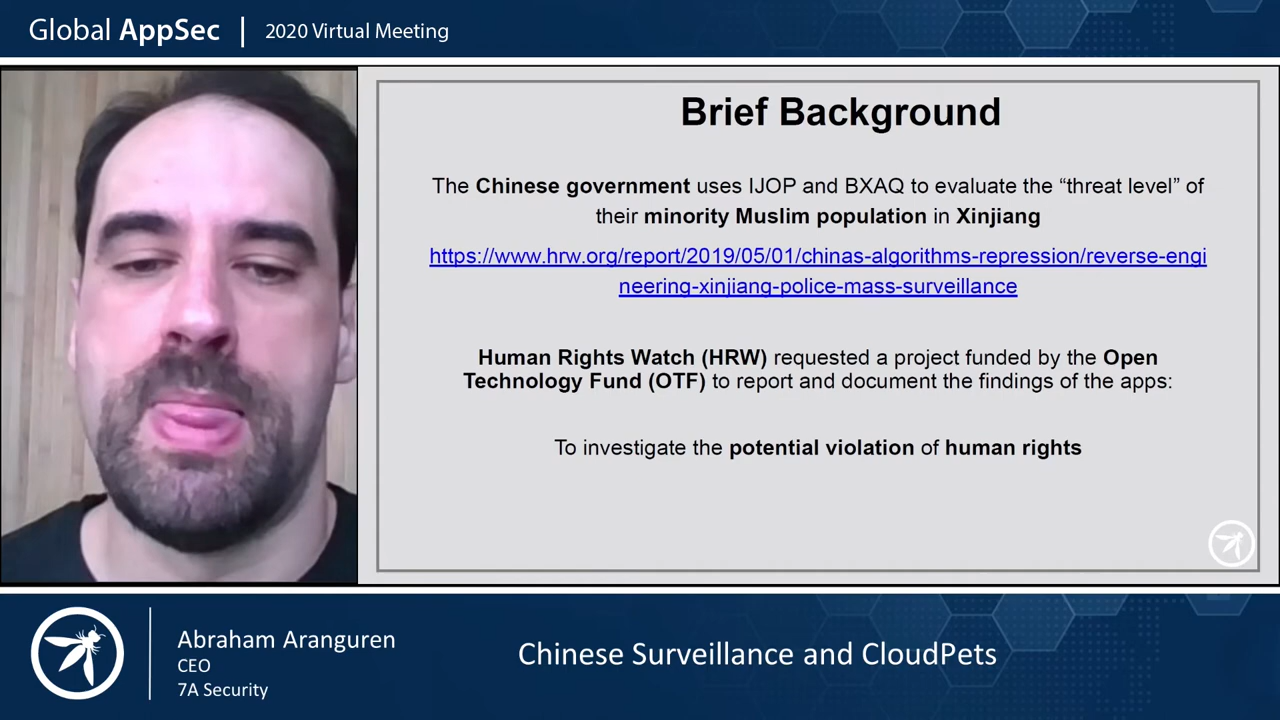 Global AppSec | 2020 Virtual Meeting
Brief Background
The Chinese government uses IJOP and BXAQ to evaluate the “threat level” of
their minority Muslim population in Xinjiang
https://www.hrw.org/report/2019/05/01/chinas-algorithms-repression/reverse-engi
neering-xinjiang-police-mass-surveillance
Human Rights Watch (HRW) requested a project funded by the Open
Technology Fund (OTF) to report and document the findings of the apps:
To investigate the potential violation of human rights
Abraham Aranguren
CEO
7A Security
Chinese Surveillance and CloudPets